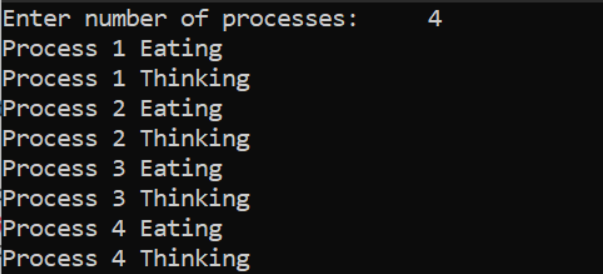 Enter number of processes:     4
Process 1 Eating
Process 1 Thinking
Process 2 Eating
Process 2 Thinking
Process 3 Eating
Process 3 Thinking
Process 4 Eating
Process 4 Thinking